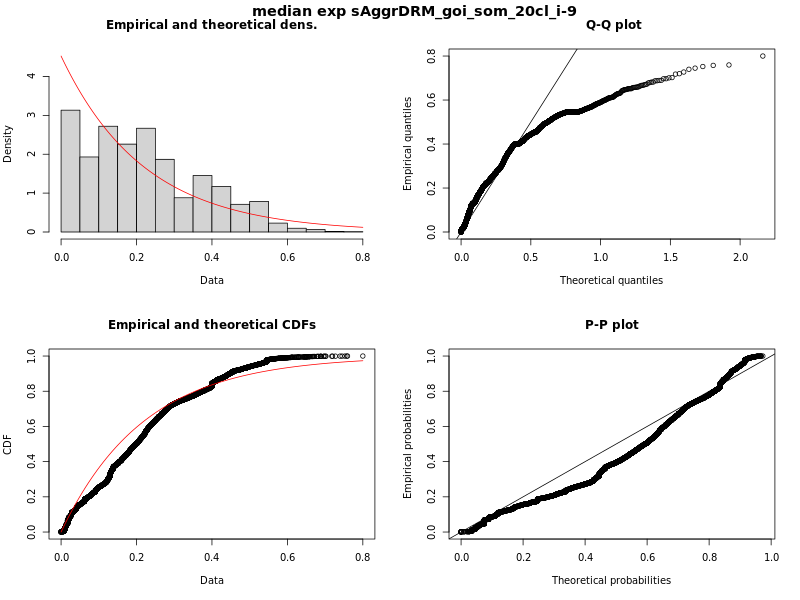 median exp sAggrDRM_goi_som_20cl_i-9
Empirical and theoretical dens.
Density
0 1 2 3 4
0.0 0.2 0.4 0.6 0.8
Data
Q-Q plot
Empirical quantiles
0.0 0.2 0.4 0.6 0.8
0.0 0.5 1.0 1.5 2.0
Theoretical quantiles
Empirical and theoretical CDFs
CDF
0.0 0.2 0.4 0.6 0.8 1.0
0.0 0.2 0.4 0.6 0.8
Data
P-P plot
Empirical probabilities
0.0 0.2 0.4 0.6 0.8 1.0
0.0 0.2 0.4 0.6 0.8 1.0
Theoretical probabilities